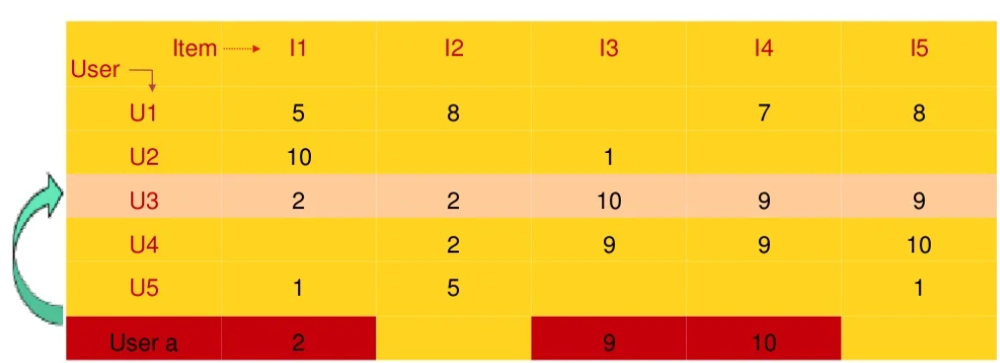 Item I1 I2 I3 I4 I5
User
U1 5 8 7 8
U2 10 1
U3 2 2 10 9 9
U4 2 9 9 10
U5 1 5 1
User a 2 9 10